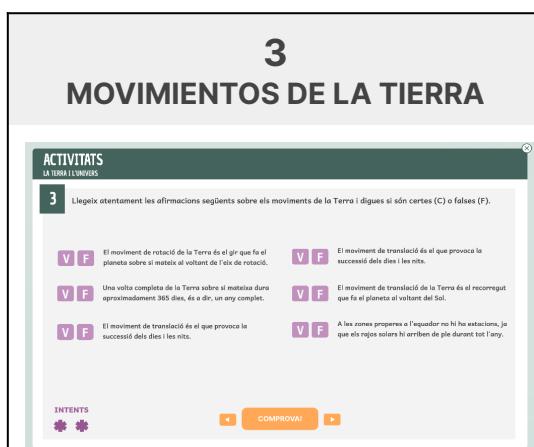 3
MOVIMIENTOS DE LA TIERRA
ACTIVITATS
LA TERRA I L'UNIVERS
3
Llegeix atentament les afirmacions següents sobre els moviments de la Terra i digues si són certes (C) o falses (F).
V F
El moviment de rotació de la Terra és el gir que fa el
planeta sobre si mateix al voltant de l'eix de rotació.
V F
Una volta completa de la Terra sobre si mateixa dura
aproximadament 365 dies, és a dir, un any complet.
V F
El moviment de translació és el que provoca la
successió dels dies i les nits.
V F
El moviment de translació és el que provoca la
successió dels dies i les nits.
V F
El moviment de translació de la Terra és el recorregut
que fa el planeta al voltant del Sol.
V F
A les zones properes a l'equador no hi ha estacions, ja
que els rajos solars hi arriben de ple durant tot l'any.
INTENTS
COMPROVA!